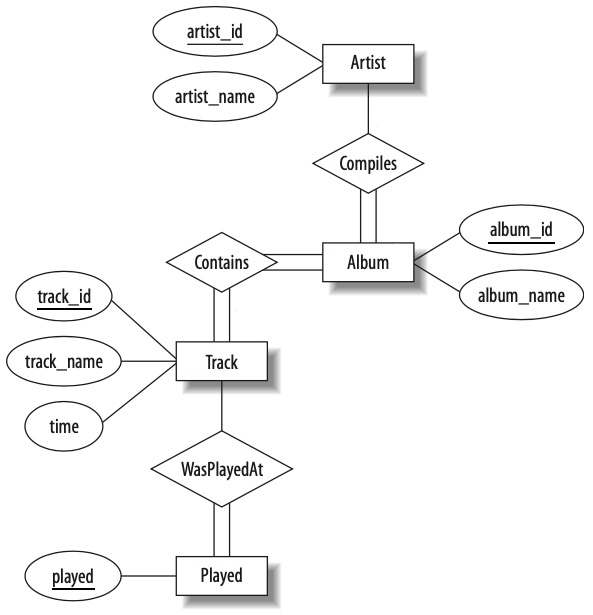 artist_id
Artist
artist_name
Compiles
album_id
Contains
Album
album_name
track_id
track_name
Track
time
WasPlayedAt
played
Played